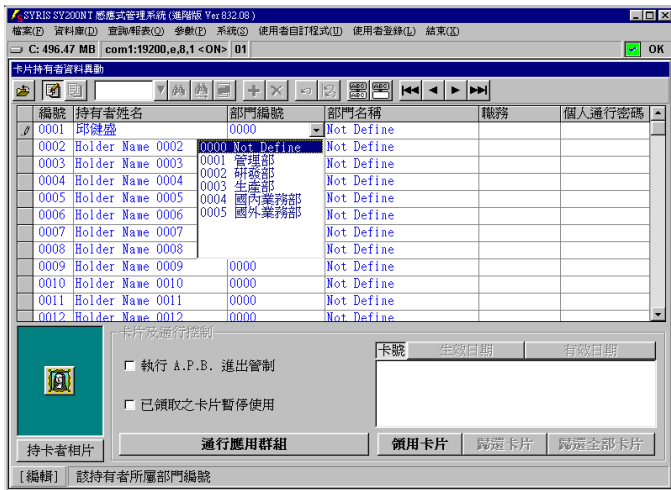 SYRIS SY200NT 感應式管理系統 (進階版 Ver 832.08 )
檔案(F) 資料庫(D) 查詢/報表(Q) 參數(P) 系統(S) 使用者自訂程式(U) 使用者登錄(L) 結束(X)
C: 496.47 MB com1:19200,e,8,1 <ON> 01 OK
卡片持有者資料異動
編號 持有者姓名 部門編號 部門名稱 職務 個人通行密碼
0001 邱健盛 0000 Not Define
0002 Holder Name 0002 0000 Not Define Not Define
0003 Holder Name 0003 0001 管理部 Not Define
0004 Holder Name 0004 0002 研發部 Not Define
0005 Holder Name 0005 0003 生產部 Not Define
0006 Holder Name 0006 0004 國內業務部 Not Define
0007 Holder Name 0007 0005 國外業務部 Not Define
0008 Holder Name 0008 Not Define
0009 Holder Name 0009 0000 Not Define
0010 Holder Name 0010 0000 Not Define
0011 Holder Name 0011 0000 Not Define
0012 Holder Name 0012 0000 Not Define
卡片及通行控制
卡號 生效日期 有效日期
執行 A.P.B. 進出管制
已領取之卡片暫停使用
持卡者相片 通行應用群組 領用卡片 歸還卡片 歸還全部卡片
[編輯] 該持有者所屬部門編號